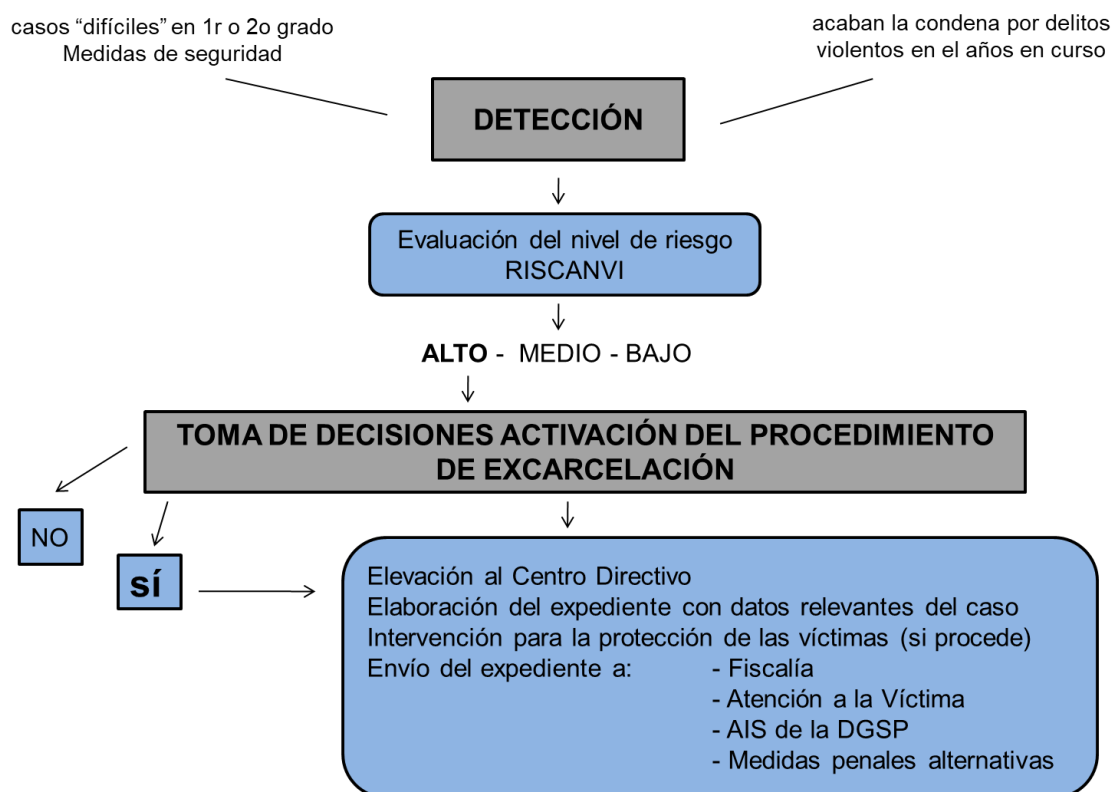 casos “difíciles” en 1r o 2o grado
Medidas de seguridad
acaban la condena por delitos
violentos en el años en curso
DETECCIÓN
Evaluación del nivel de riesgo
RISCANVI
ALTO - MEDIO - BAJO
TOMA DE DECISIONES ACTIVACIÓN DEL PROCEDIMIENTO
DE EXCARCELACIÓN
NO
sí
Elevación al Centro Directivo
Elaboración del expediente con datos relevantes del caso
Intervención para la protección de las víctimas (si procede)
Envío del expediente a: - Fiscalía
- Atención a la Víctima
- AIS de la DGSP
- Medidas penales alternativas